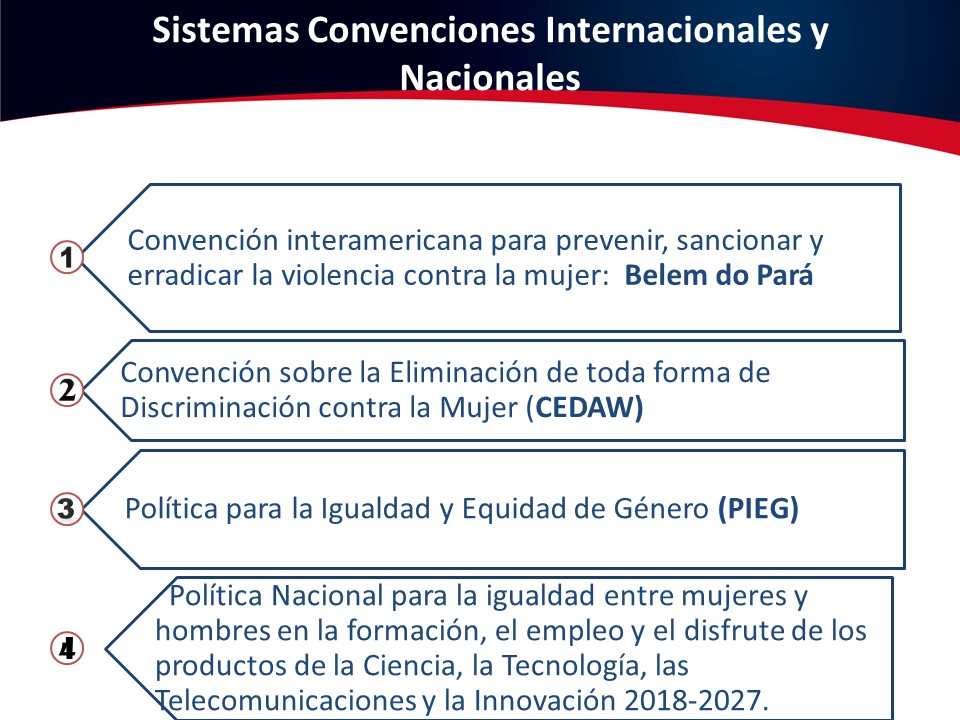 Sistemas Convenciones Internacionales y
Nacionales
1
Convención interamericana para prevenir, sancionar y
erradicar la violencia contra la mujer: Belem do Pará
2
Convención sobre la Eliminación de toda forma de
Discriminación contra la Mujer (CEDAW)
3
Política para la Igualdad y Equidad de Género (PIEG)
4
Política Nacional para la igualdad entre mujeres y
hombres en la formación, el empleo y el disfrute de los
productos de la Ciencia, la Tecnología, las
Telecomunicaciones y la Innovación 2018-2027.